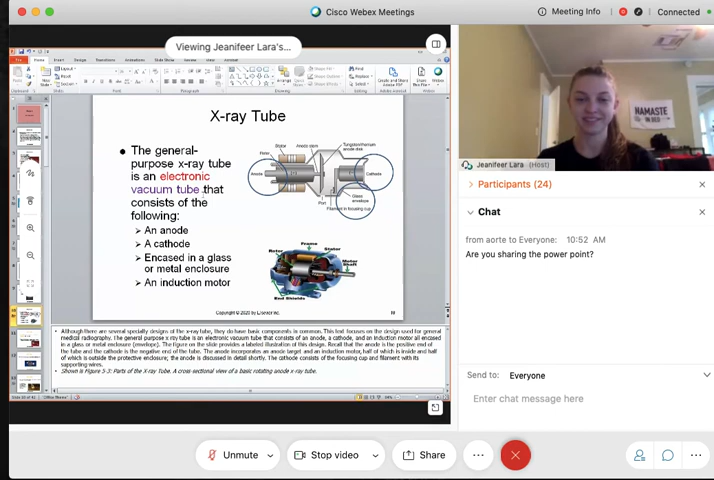 Cisco Webex Meetings
Meeting Info
Connected
Viewing Jeanifeer Lara's...
X-ray Tube
The general-
purpose x-ray tube
is an electronic
vacuum tube that
consists of the
following:
An anode
A cathode
Encased in a glass
or metal enclosure
An induction motor
Stator
Anode stem
Rotor
Anode
Cathode
Port
Glass
envelope
Filament in focusing cup
Frame
Rotor
Stator
Motor
Shaft
End Shields
Copyright © 2020 by Elsevier Inc.
Although there are several specialty designs of the x-ray tube, they do have basic components in common. This text focuses on the design used for general
medical radiography. The general purpose x-ray tube is an electronic vacuum tube that consists of an anode, a cathode, and an induction motor all encased
in a glass or metal enclosure (envelope). The figure on the slide provides a labeled illustration of this design. Recall that the anode is the positive end of
the tube and the cathode is the negative end of the tube. The anode incorporates an anode target and an induction motor, half of which is inside and half
of which is outside the protective enclosure; the anode is discussed in detail shortly. The cathode consists of the focusing cup and filament with its
supporting wires.
Shown is Figure 5-3: Parts of the X-ray Tube. A cross-sectional view of a basic rotating anode x-ray tube.
NAMASTE
IN BED
Jeanifeer Lara (Host)
Participants (24)
Chat
from aorte to Everyone: 10:52 AM
Are you sharing the power point?
Send to: Everyone
Enter chat message here
Unmute
Stop video
Share